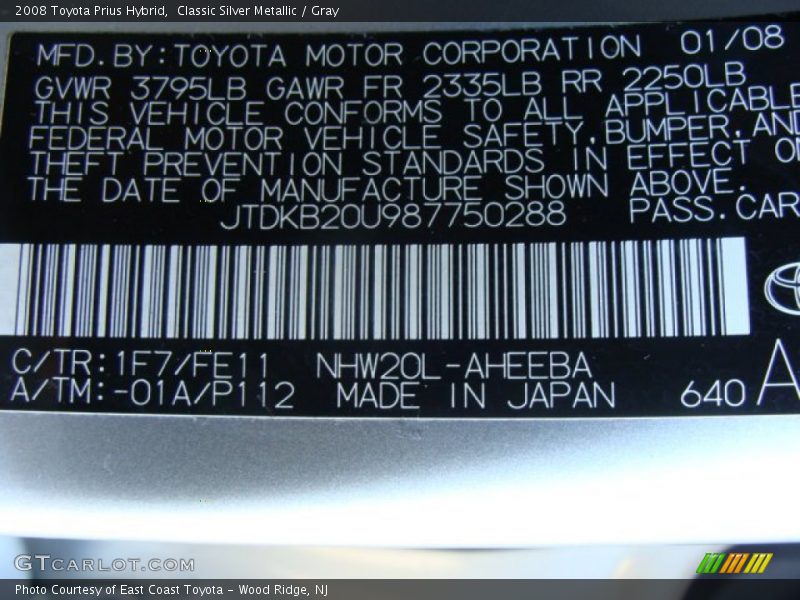 2008 Toyota Prius Hybrid,  Classic Silver Metallic / Gray
MFD.BY:TOYOTA MOTOR CORPORATION 01/08
GVWR 3795LB GAWR FR 2335LB RR 2250LB
THIS VEHICLE CONFORMS TO ALL APPLICABLE
FEDERAL MOTOR VEHICLE SAFETY,BUMPER,AND
THEFT PREVENTION STANDARDS IN EFFECT
THE DATE OF MANUFACTURE SHOWN ABOVE.
JTDKB20U987750288 PASS.CAR
C/TR:1F7/FE11 NHW20L-AHEEBA
A/TM:-01A/P112 MADE IN JAPAN 640 A
GTCARLOT.COM
Photo Courtesy of East Coast Toyota - Wood Ridge, NJ